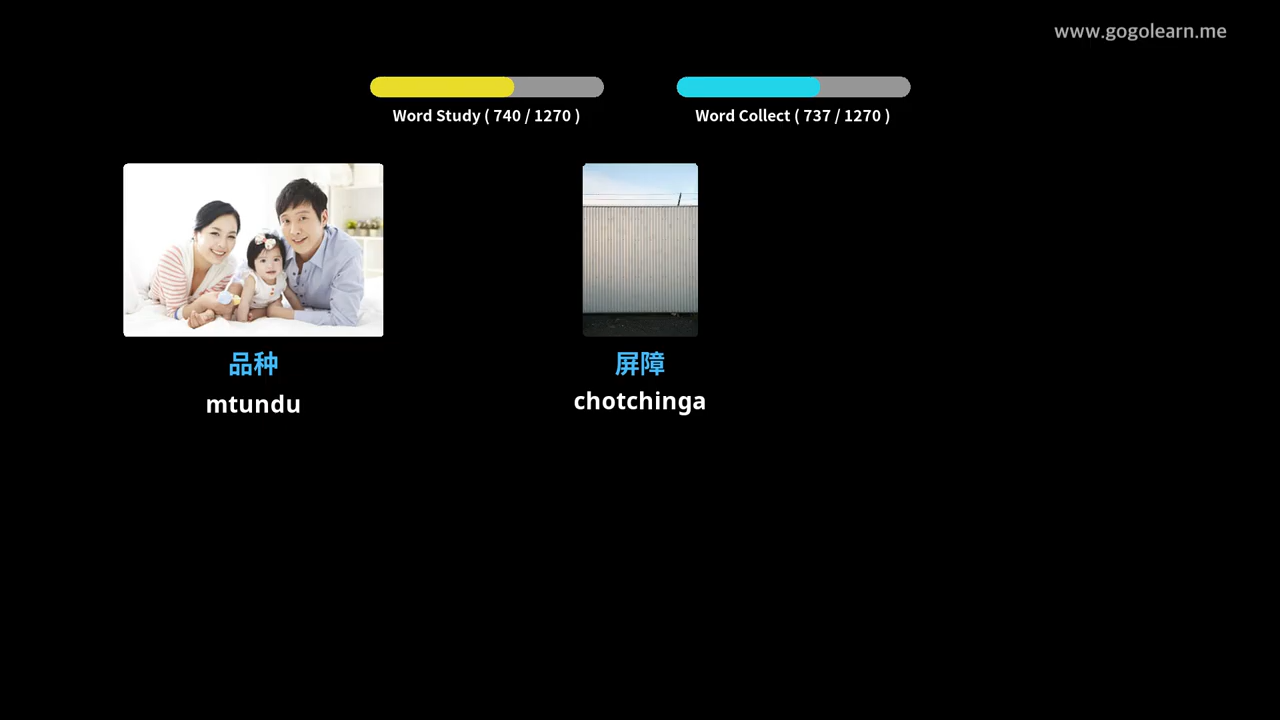 www.gogolearn.me
Word Study ( 740 / 1270 )
Word Collect ( 737 / 1270 )
品种
mtundu
屏障
chotchinga